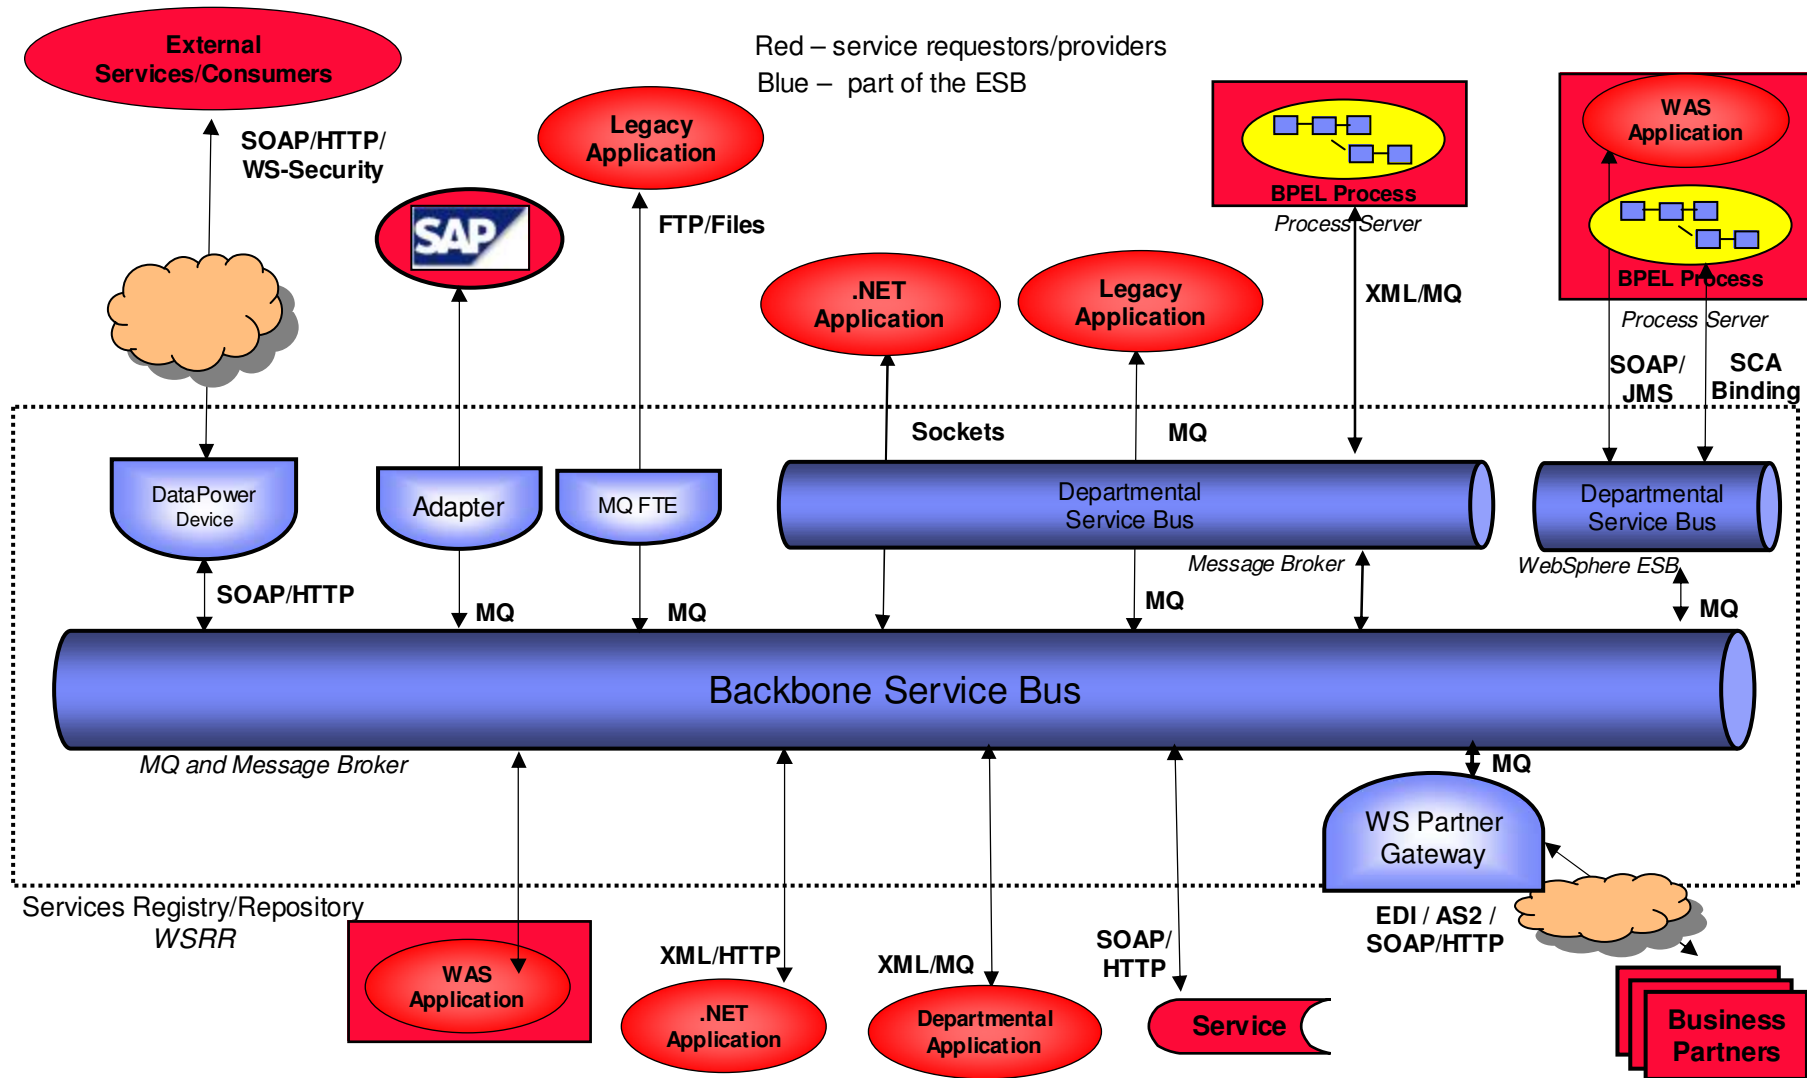 Red – service requestors/providers
Blue – part of the ESB
External
Services/Consumers
SOAP/HTTP/
WS-Security
Legacy
Application
SAP
FTP/Files
.NET
Application
Legacy
Application
BPEL Process
Process Server
XML/MQ
WAS
Application
BPEL Process
Process Server
SOAP/
JMS
SCA
Binding
Sockets
MQ
DataPower
Device
Adapter
MQ FTE
Departmental
Service Bus
Message Broker
Departmental
Service Bus
WebSphere ESB
SOAP/HTTP
MQ
MQ
MQ
MQ
Backbone Service Bus
MQ and Message Broker
MQ
WS Partner
Gateway
Services Registry/Repository
WSRR
EDI / AS2 /
SOAP/HTTP
WAS
Application
XML/HTTP
.NET
Application
XML/MQ
Departmental
Application
SOAP/
HTTP
Service
Business
Partners